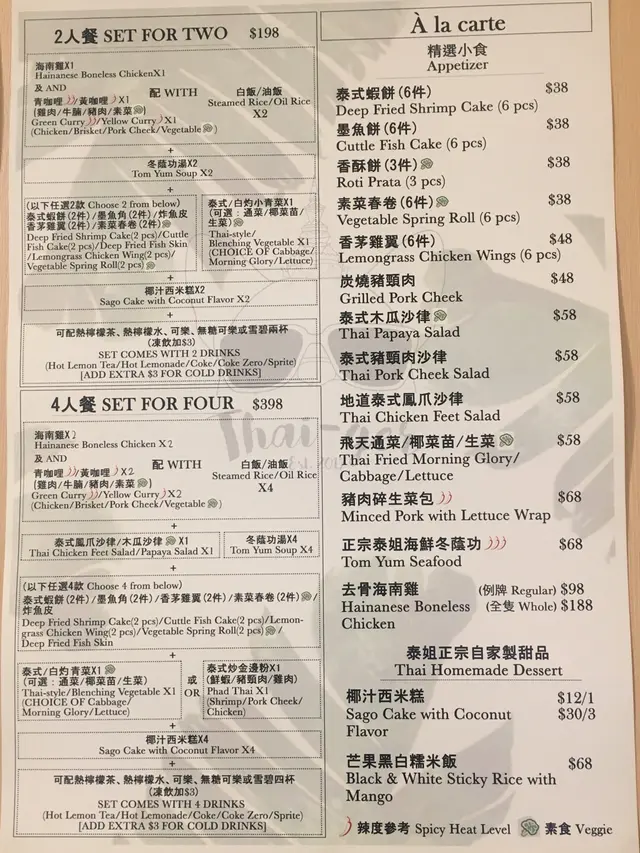 2人餐 SET FOR TWO $198
海南雞X1
Hainanese Boneless ChickenX1
及 AND
青咖哩/黃咖哩 X1
(雞肉/牛腩/豬肉/素菜)
Green Curry/Yellow Curry X1
(Chicken/Brisket/Pork Cheek/Vegetable)
配 WITH
白飯/油飯
Steamed Rice/Oil Rice
X2
+
冬蔭功湯X2
Tom Yum Soup X2
+
(以下任選2款 Choose 2 from below)
泰式蝦餅(2件)/墨魚角(2件)/炸魚皮
香茅雞翼(2件)/素菜春卷(2件)
Deep Fried Shrimp Cake(2 pcs)/Cuttle
Fish Cake(2 pcs)/Deep Fried Fish Skin
/Lemongrass Chicken Wing(2 pcs)/
Vegetable Spring Roll(2 pcs)
泰式/白灼小青菜X1
(可選：通菜/椰菜苗/
生菜)
Thai-style/
Blenching Vegetable X1
(CHOICE OF Cabbage/
Morning Glory/Lettuce)
+
椰汁西米糕X2
Sago Cake with Coconut Flavor X2
+
可配熱檸檬茶、熱檸檬水、可樂、無糖可樂或雪碧兩杯
(凍飲加$3)
SET COMES WITH 2 DRINKS
(Hot Lemon Tea/Hot Lemonade/Coke/Coke Zero/Sprite)
[ADD EXTRA $3 FOR COLD DRINKS]
4人餐 SET FOR FOUR $398
海南雞X2
Hainanese Boneless Chicken X2
及 AND
青咖哩/黃咖哩 X2
(雞肉/牛腩/豬肉/素菜)
Green Curry/Yellow Curry X2
(Chicken/Brisket/Pork Cheek/Vegetable)
配 WITH
白飯/油飯
Steamed Rice/Oil Rice
X4
+
泰式鳳爪沙律/木瓜沙律 X1
Thai Chicken Feet Salad/Papaya Salad X1
冬蔭功湯X4
Tom Yum Soup X4
+
(以下任選4款 Choose 4 from below)
泰式蝦餅(2件)/墨魚角(2件)/香茅雞翼(2件)/素菜春卷(2件)/
炸魚皮
Deep Fried Shrimp Cake(2 pcs)/Cuttle Fish Cake(2 pcs)/Lemon-
grass Chicken Wing(2 pcs)/Vegetable Spring Roll(2 pcs)/
Deep Fried Fish Skin
+
泰式/白灼青菜X1
(可選：通菜/椰菜苗/生菜)
Thai-style/Blenching Vegetable X1
(CHOICE OF Cabbage/
Morning Glory/Lettuce)
或
OR
泰式炒金邊粉X1
(鮮蝦/豬頸肉/雞肉)
Phad Thai X1
(Shrimp/Pork Cheek/
Chicken)
+
椰汁西米糕X4
Sago Cake with Coconut Flavor X4
+
可配熱檸檬茶、熱檸檬水、可樂、無糖可樂或雪碧四杯
(凍飲加$3)
SET COMES WITH 4 DRINKS
(Hot Lemon Tea/Hot Lemonade/Coke/Coke Zero/Sprite)
[ADD EXTRA $3 FOR COLD DRINKS]
À la carte
精選小食
Appetizer
泰式蝦餅(6件) $38
Deep Fried Shrimp Cake (6 pcs)
墨魚餅(6件) $38
Cuttle Fish Cake (6 pcs)
香酥餅(3件) $38
Roti Prata (3 pcs)
素菜春卷(6件) $38
Vegetable Spring Roll (6 pcs)
香茅雞翼(6件) $48
Lemongrass Chicken Wings (6 pcs)
炭燒豬頸肉 $48
Grilled Pork Cheek
泰式木瓜沙律 $58
Thai Papaya Salad
泰式豬頸肉沙律 $58
Thai Pork Cheek Salad
地道泰式鳳爪沙律 $58
Thai Chicken Feet Salad
飛天通菜/椰菜苗/生菜 $58
Thai Fried Morning Glory/
Cabbage/Lettuce
豬肉碎生菜包 $68
Minced Pork with Lettuce Wrap
正宗泰姐海鮮冬蔭功 $68
Tom Yum Seafood
去骨海南雞 (例牌 Regular) $98
Hainanese Boneless (全隻 Whole) $188
Chicken
泰姐正宗自家製甜品
Thai Homemade Dessert
椰汁西米糕 $12/1
Sago Cake with Coconut $30/3
Flavor
芒果黑白糯米飯 $68
Black & White Sticky Rice with
Mango
辣度參考 Spicy Heat Level 素食 Veggie